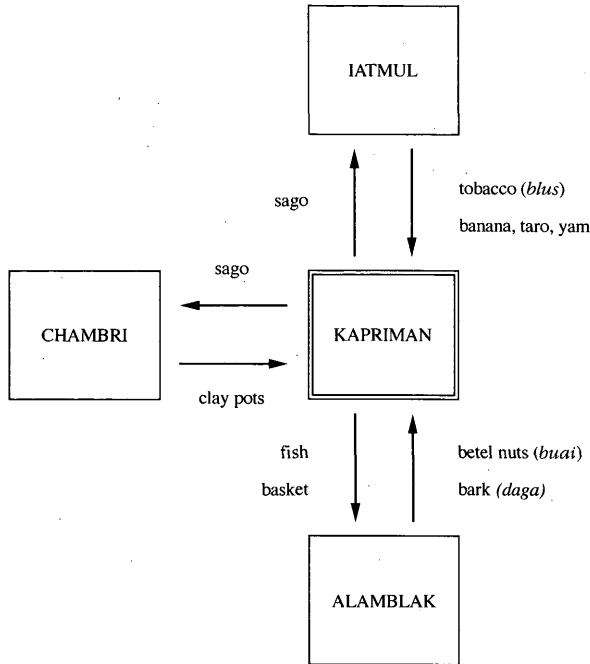 IATMUL
sago
tobacco (blus)
banana, taro, yam
sago
CHAMBRI
KAPRIMAN
clay pots
fish
basket
betel nuts (buai)
bark (daga)
ALAMBLAK